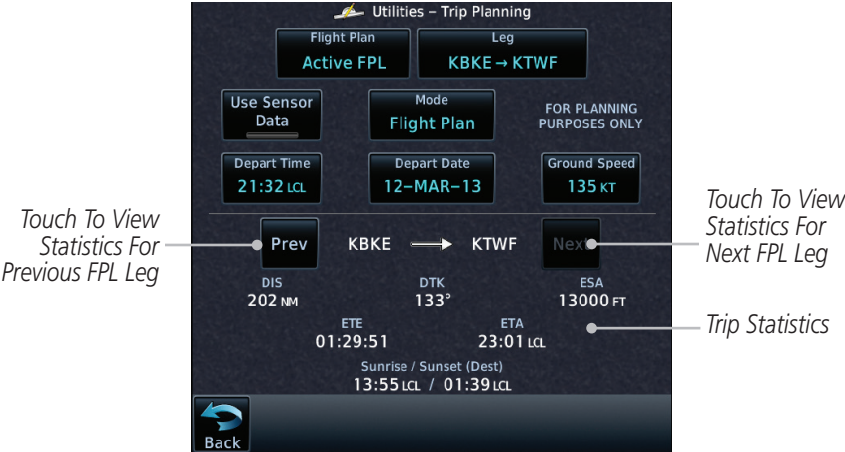 Utilities – Trip Planning
Flight Plan
Active FPL
Leg
KBKE → KTWF
Use Sensor
Data
Mode
Flight Plan
FOR PLANNING
PURPOSES ONLY
Depart Time
21:32 LCL
Depart Date
12–MAR–13
Ground Speed
135 KT
Touch To View
Statistics For
Previous FPL Leg
Prev
KBKE → KTWF
Next
Touch To View
Statistics For
Next FPL Leg
DIS
202 NM
DTK
133°
ESA
13000 FT
ETE
01:29:51
ETA
23:01 LCL
Trip Statistics
Sunrise / Sunset (Dest)
13:55 LCL / 01:39 LCL
Back